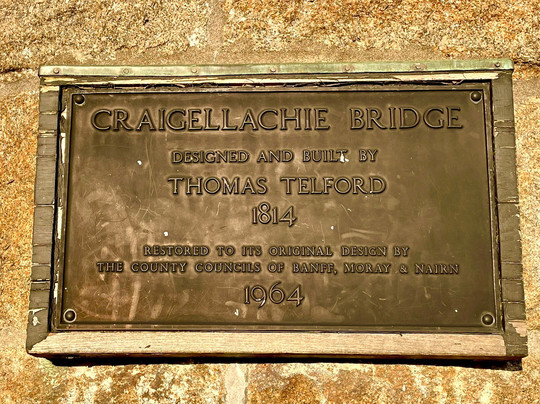 CRAIGELLACHIE BRIDGE
DESIGNED AND BUILT BY
THOMAS TELFORD
1814
RESTORED TO ITS ORIGINAL DESIGN BY
THE COUNTY COUNCILS OF BANFF, MORAY & NAIRN
1964